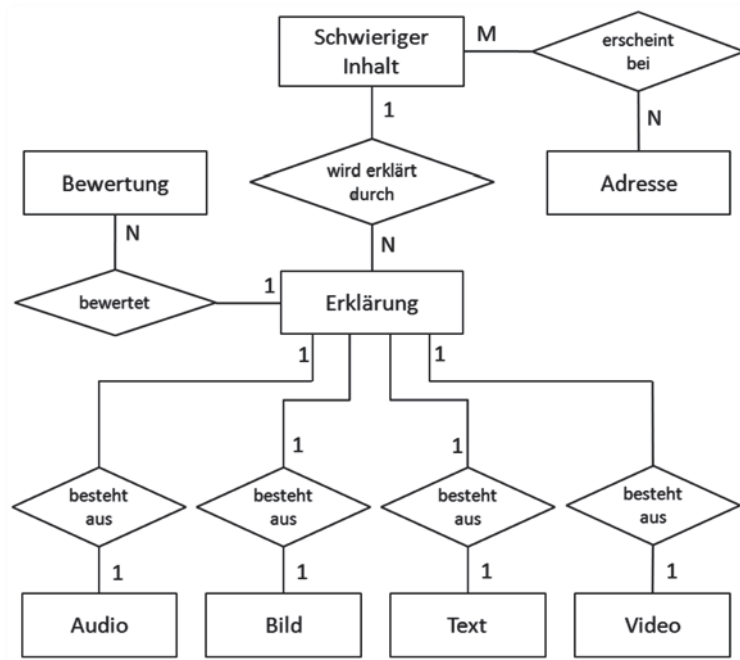 Schwieriger
Inhalt
M
erscheint
bei
1
N
wird erklärt
durch
Bewertung
Adresse
N
N
bewertet
1
Erklärung
1
1
1
1
besteht
aus
besteht
aus
besteht
aus
besteht
aus
1
1
1
1
Audio
Bild
Text
Video